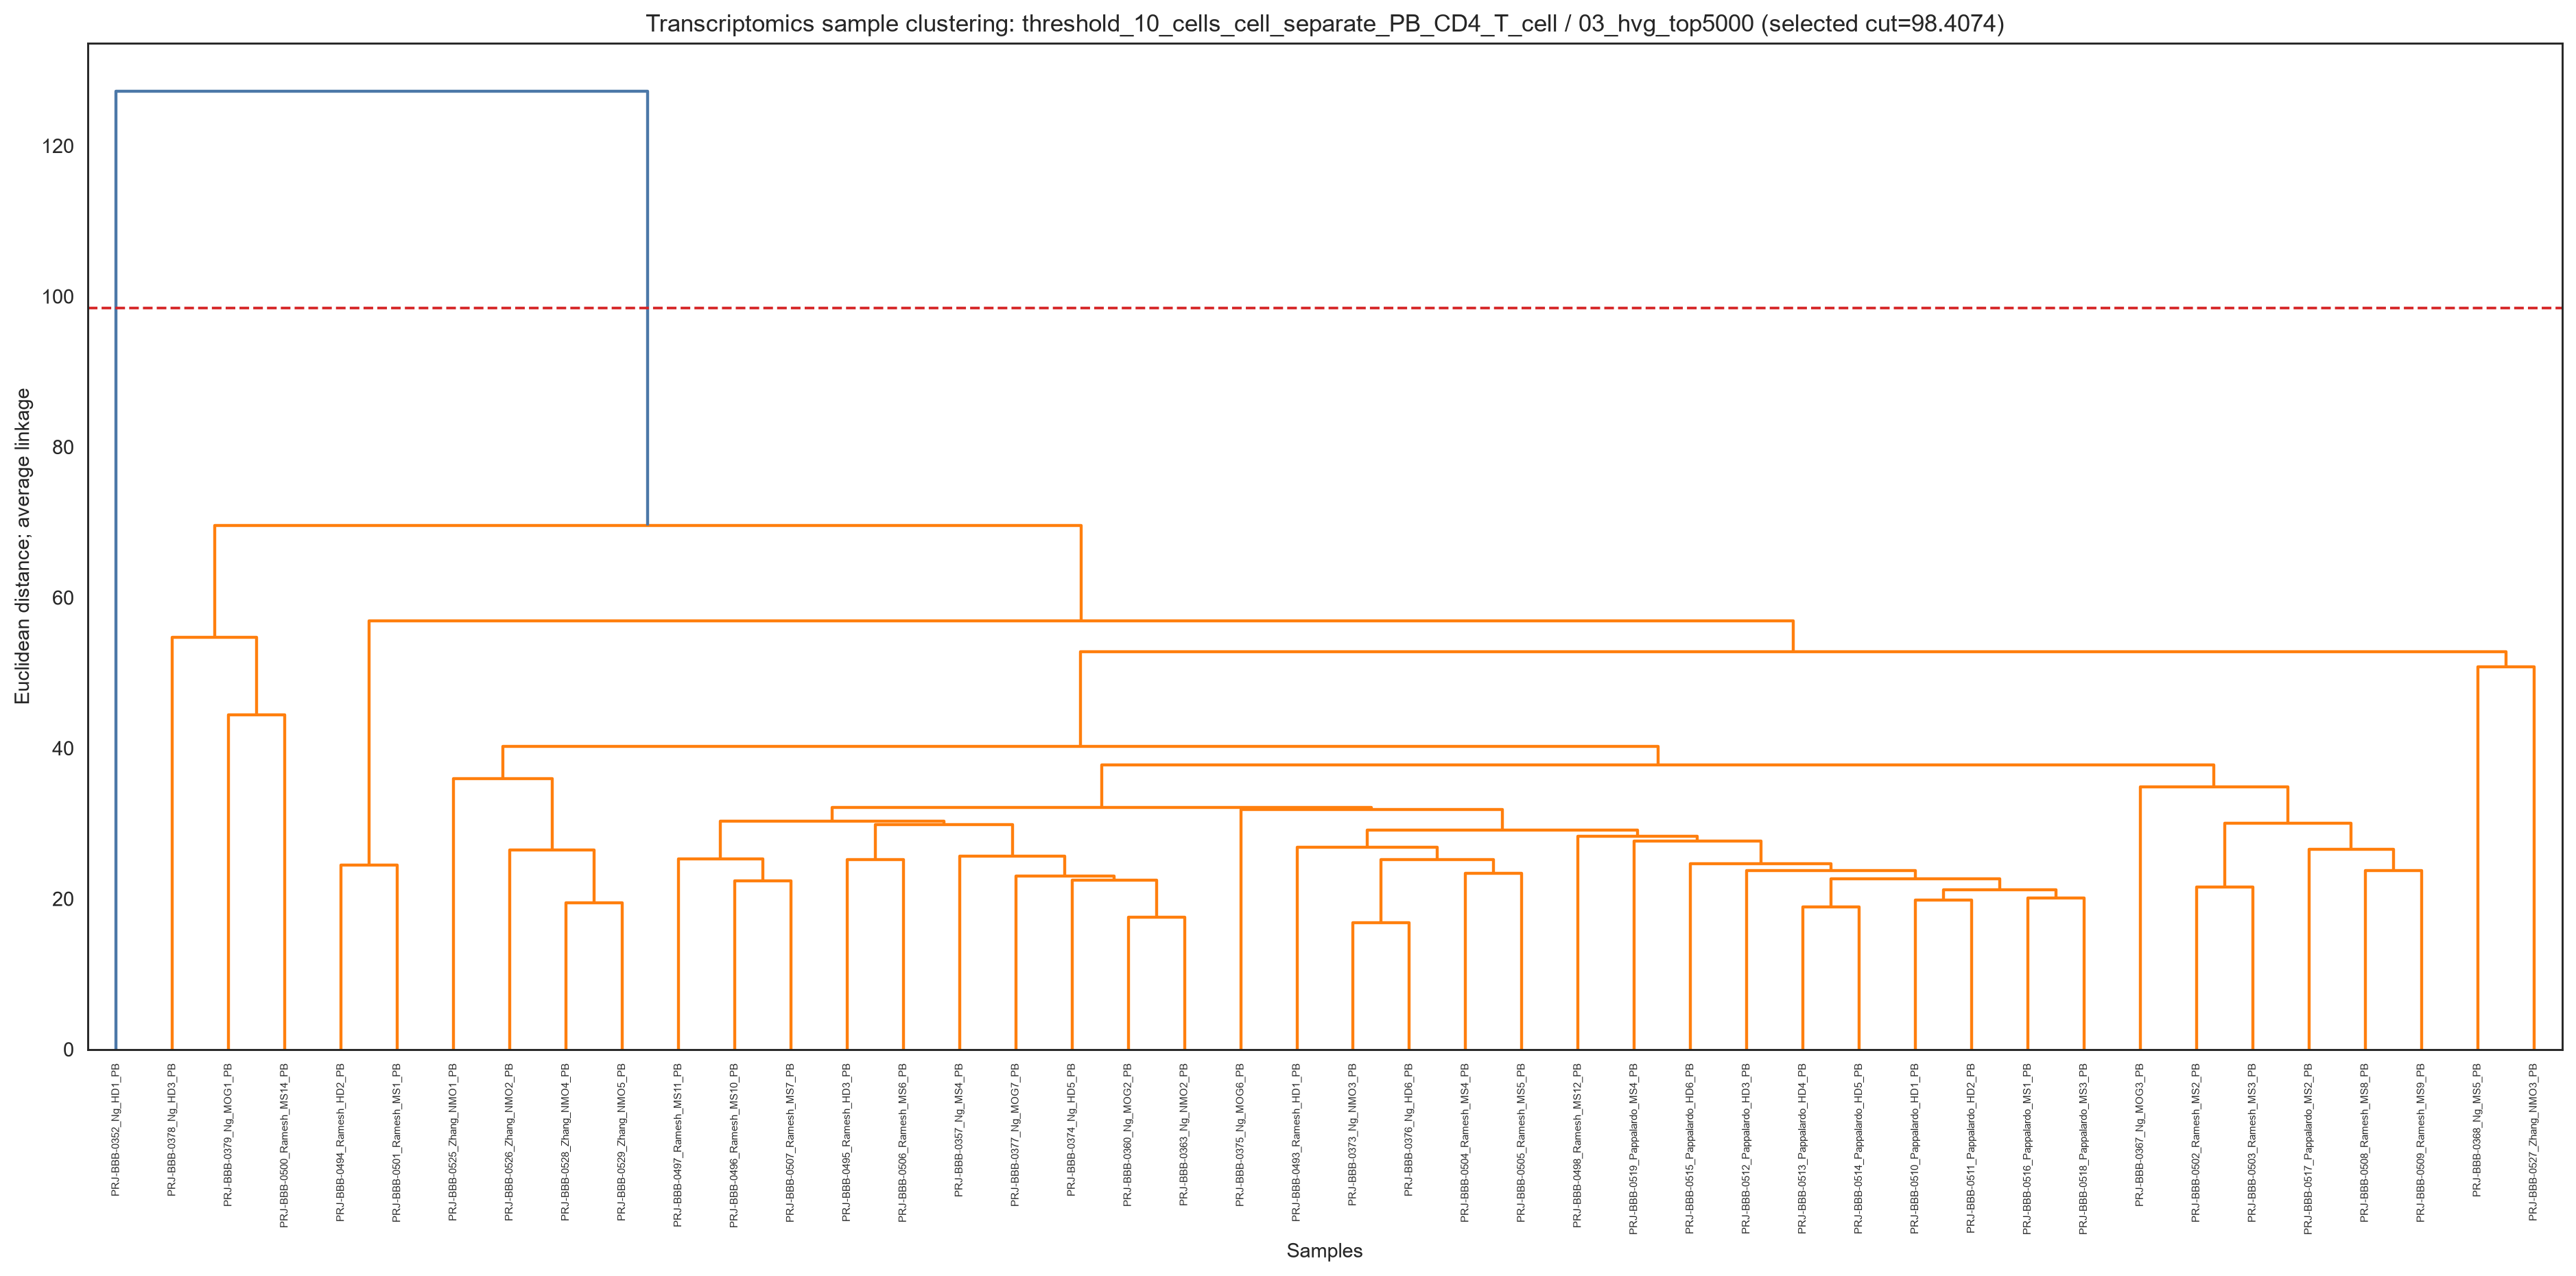 Transcriptomics sample clustering: threshold_10_cells_cell_separate_PB_CD4_T_cell / 03_hvg_top5000 (selected cut=98.4074)
Euclidean distance; average linkage
120
100
80
60
40
20
0
PRJ-BBB-0352_Ng_HD1_PB
PRJ-BBB-0378_Ng_HD3_PB
PRJ-BBB-0379_Ng_MOG1_PB
PRJ-BBB-0500_Ramesh_MS14_PB
PRJ-BBB-0494_Ramesh_HD2_PB
PRJ-BBB-0501_Ramesh_MS1_PB
PRJ-BBB-0525_Zhang_NMO1_PB
PRJ-BBB-0526_Zhang_NMO2_PB
PRJ-BBB-0528_Zhang_NMO4_PB
PRJ-BBB-0529_Zhang_NMO5_PB
PRJ-BBB-0497_Ramesh_MS11_PB
PRJ-BBB-0496_Ramesh_MS10_PB
PRJ-BBB-0507_Ramesh_MS7_PB
PRJ-BBB-0495_Ramesh_HD3_PB
PRJ-BBB-0506_Ramesh_MS6_PB
PRJ-BBB-0357_Ng_MS4_PB
PRJ-BBB-0377_Ng_MOG7_PB
PRJ-BBB-0374_Ng_HD5_PB
PRJ-BBB-0360_Ng_MOG2_PB
PRJ-BBB-0363_Ng_NMO2_PB
PRJ-BBB-0375_Ng_MOG6_PB
PRJ-BBB-0493_Ramesh_HD1_PB
PRJ-BBB-0373_Ng_NMO3_PB
PRJ-BBB-0376_Ng_HD6_PB
PRJ-BBB-0504_Ramesh_MS4_PB
PRJ-BBB-0505_Ramesh_MS5_PB
PRJ-BBB-0498_Ramesh_MS12_PB
PRJ-BBB-0519_Pappalardo_MS4_PB
PRJ-BBB-0515_Pappalardo_HD6_PB
PRJ-BBB-0512_Pappalardo_HD3_PB
PRJ-BBB-0513_Pappalardo_HD4_PB
PRJ-BBB-0514_Pappalardo_HD5_PB
PRJ-BBB-0510_Pappalardo_HD1_PB
PRJ-BBB-0511_Pappalardo_HD2_PB
PRJ-BBB-0516_Pappalardo_MS1_PB
PRJ-BBB-0518_Pappalardo_MS3_PB
PRJ-BBB-0367_Ng_MOG3_PB
PRJ-BBB-0502_Ramesh_MS2_PB
PRJ-BBB-0503_Ramesh_MS3_PB
PRJ-BBB-0517_Pappalardo_MS2_PB
PRJ-BBB-0508_Ramesh_MS8_PB
PRJ-BBB-0509_Ramesh_MS9_PB
PRJ-BBB-0368_Ng_MS5_PB
PRJ-BBB-0527_Zhang_NMO3_PB
Samples